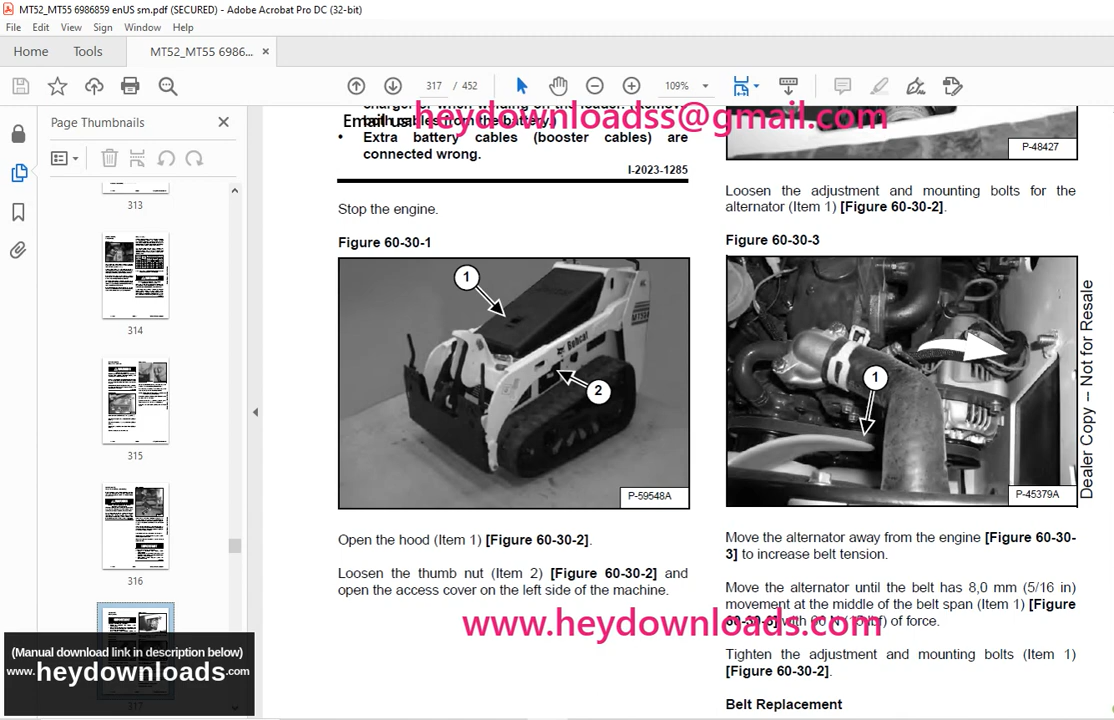 MT52_MT55 6986859 enUS sm.pdf (SECURED) - Adobe Acrobat Pro DC (32-bit)
File Edit View Sign Window Help
Home Tools MT52_MT55 6986... ×
317 / 452 109%
Page Thumbnails
313
314
315
316
317
Email us: heydownloadss@gmail.com
• Extra battery cables (booster cables) are
connected wrong.
I-2023-1285
Stop the engine.
Figure 60-30-1
1
2
Bobcat
P-59548A
Open the hood (Item 1) [Figure 60-30-2].
Loosen the thumb nut (Item 2) [Figure 60-30-2] and
open the access cover on the left side of the machine.
P-48427
Loosen the adjustment and mounting bolts for the
alternator (Item 1) [Figure 60-30-2].
Figure 60-30-3
1
P-45379A
Move the alternator away from the engine [Figure 60-30-
3] to increase belt tension.
Move the alternator until the belt has 8,0 mm (5/16 in)
movement at the middle of the belt span (Item 1) [Figure
of force.
Tighten the adjustment and mounting bolts (Item 1)
[Figure 60-30-2].
Belt Replacement
Dealer Copy -- Not for Resale
www.heydownloads.com
(Manual download link in description below)
www.heydownloads.com